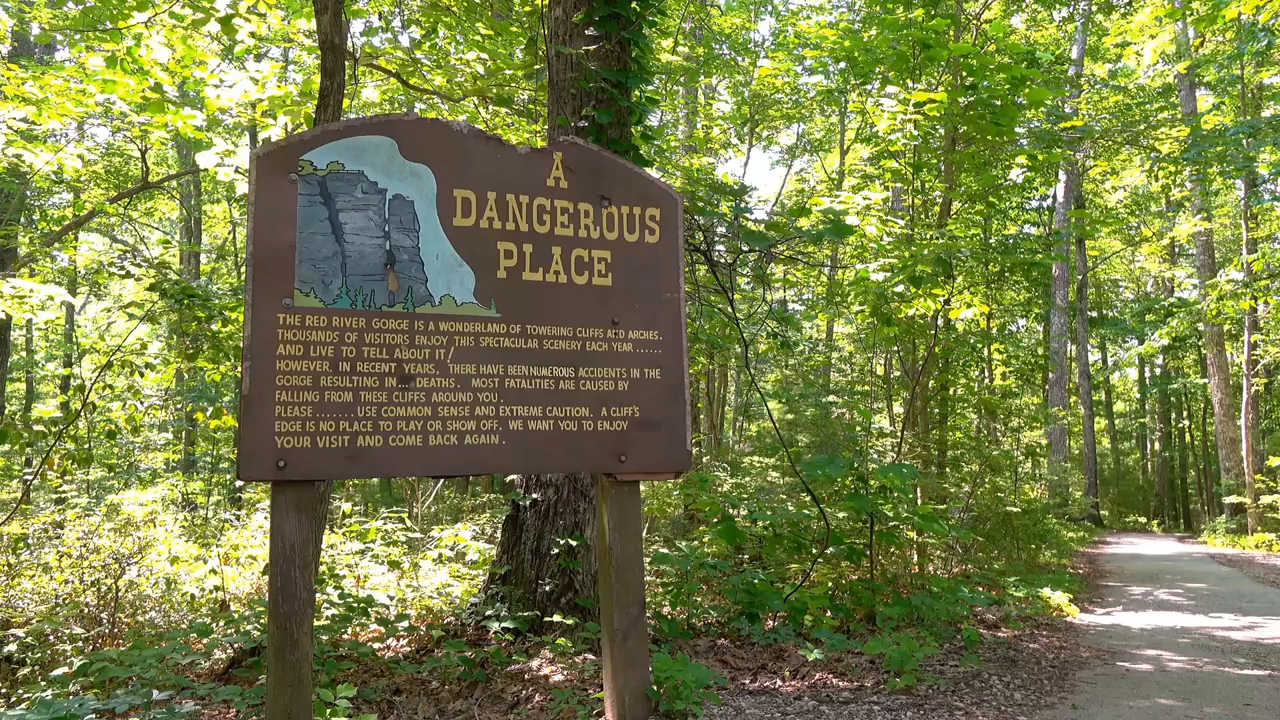 A
DANGEROUS
PLACE
THE RED RIVER GORGE IS A WONDERLAND OF TOWERING CLIFFS AND ARCHES.
THOUSANDS OF VISITORS ENJOY THIS SPECTACULAR SCENERY EACH YEAR ......
AND LIVE TO TELL ABOUT IT!
HOWEVER, IN RECENT YEARS, THERE HAVE BEEN NUMEROUS ACCIDENTS IN THE
GORGE RESULTING IN... DEATHS. MOST FATALITIES ARE CAUSED BY
FALLING FROM THESE CLIFFS AROUND YOU.
PLEASE ....... USE COMMON SENSE AND EXTREME CAUTION. A CLIFF'S
EDGE IS NO PLACE TO PLAY OR SHOW OFF. WE WANT YOU TO ENJOY
YOUR VISIT AND COME BACK AGAIN.